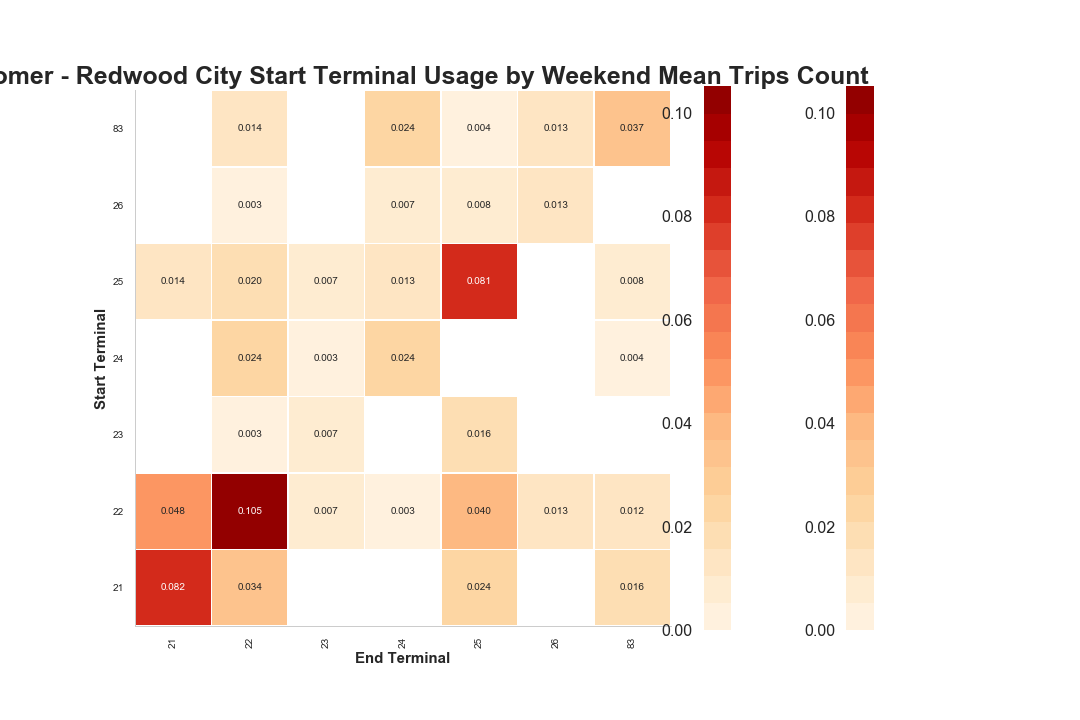 omer - Redwood City Start Terminal Usage by Weekend Mean Trips Count
0.10 0.10
83 0.014 0.024 0.004 0.013 0.037
26 0.003 0.007 0.008 0.013
0.08 0.08
25 0.014 0.020 0.007 0.013 0.081 0.008
0.06 0.06
Start Terminal
24 0.024 0.003 0.024 0.004
0.04 0.04
23 0.003 0.007 0.016
22 0.048 0.105 0.007 0.003 0.040 0.013 0.012
0.02 0.02
21 0.082 0.034 0.024 0.016
0.00 0.00
21 22 23 24 25 26 83
End Terminal